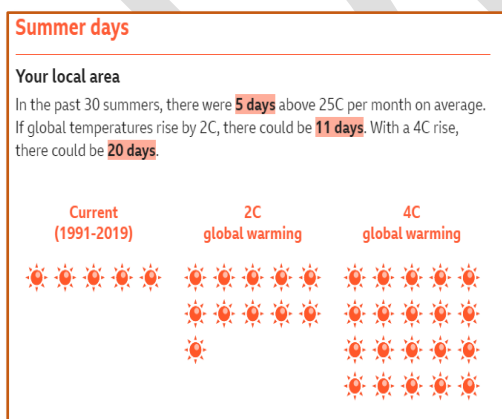 Summer days
Your local area
In the past 30 summers, there were 5 days above 25C per month on average.
If global temperatures rise by 2C, there could be 11 days. With a 4C rise,
there could be 20 days.
Current
(1991-2019)
2C
global warming
4C
global warming